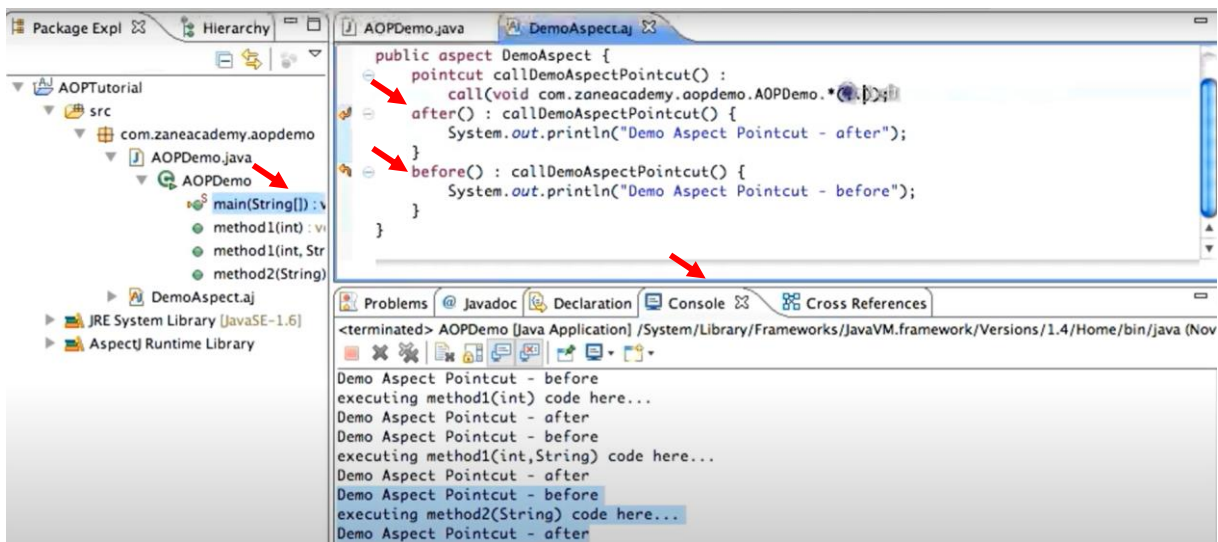 Package Expl
Hierarchy
AOPTutorial
src
com.zaneacademy.aopdemo
AOPDemo.java
AOPDemo
main(String[]) : v
method1(int) : v
method1(int, Str
method2(String)
DemoAspect.aj
JRE System Library [JavaSE-1.6]
AspectJ Runtime Library
AOPDemo.java
DemoAspect.aj
public aspect DemoAspect {
pointcut callDemoAspectPointcut() :
call(void com.zaneacademy.aopdemo.AOPDemo.*(
after() : callDemoAspectPointcut() {
System.out.println("Demo Aspect Pointcut - after");
}
before() : callDemoAspectPointcut() {
System.out.println("Demo Aspect Pointcut - before");
}
}
Problems @ Javadoc Declaration Console Cross References
<terminated> AOPDemo [Java Application] /System/Library/Frameworks/JavaVM.framework/Versions/1.4/Home/bin/java (Nov
Demo Aspect Pointcut - before
executing method1(int) code here...
Demo Aspect Pointcut - after
Demo Aspect Pointcut - before
executing method1(int,String) code here...
Demo Aspect Pointcut - after
Demo Aspect Pointcut - before
executing method2(String) code here...
Demo Aspect Pointcut - after